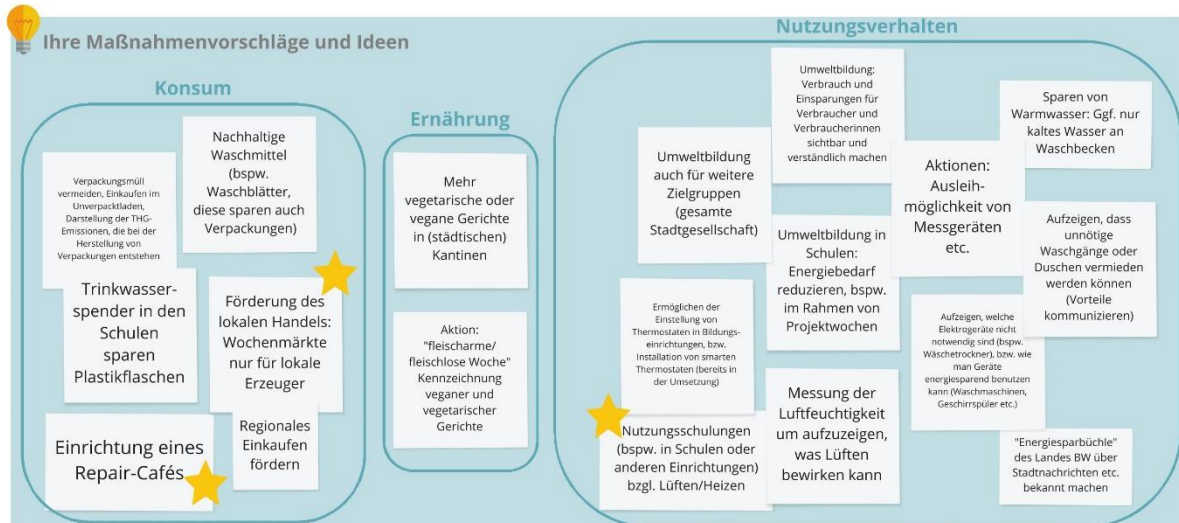 Ihre Maßnahmenvorschläge und Ideen
Konsum
Verpackungsmüll
vermeiden, Einkaufen im
Unverpacktladen,
Darstellung der THG-
Emissionen, die bei der
Herstellung von
Verpackungen entstehen
Nachhaltige
Waschmittel
(bspw.
Waschblätter,
diese sparen auch
Verpackungen)
Trinkwasser-
spender in den
Schulen
sparen
Plastikflaschen
Förderung des
lokalen Handels:
Wochenmärkte
nur für lokale
Erzeuger
Einrichtung eines
Repair-Cafés
Regionales
Einkaufen
fördern
Ernährung
Mehr
vegetarische oder
vegane Gerichte
in (städtischen)
Kantinen
Aktion:
"fleischarme/
fleischlose Woche"
Kennzeichnung
veganer und
vegetarischer
Gerichte
Nutzungsverhalten
Umweltbildung
auch für weitere
Zielgruppen
(gesamte
Stadtgesellschaft)
Umweltbildung:
Verbrauch und
Einsparungen für
Verbraucher und
Verbraucherinnen
sichtbar und
verständlich machen
Sparen von
Warmwasser: Ggf. nur
kaltes Wasser an
Waschbecken
Aktionen:
Ausleih-
möglichkeit von
Messgeräten
etc.
Umweltbildung in
Schulen:
Energiebedarf
reduzieren, bspw.
im Rahmen von
Projektwochen
Aufzeigen, dass
unnötige
Waschgänge oder
Duschen vermieden
werden können
(Vorteile
kommunizieren)
Ermöglichen der
Einstellung von
Thermostaten in Bildungs-
einrichtungen, bzw.
Installation von smarten
Thermostaten (bereits in
der Umsetzung)
Aufzeigen, welche
Elektrogeräte nicht
notwendig sind (bspw.
Wäschetrockner), bzw. wie
man Geräte
energiesparend benutzen
kann (Waschmaschinen,
Geschirrspüler etc.)
Nutzungsschulungen
(bspw. in Schulen oder
anderen Einrichtungen)
bzgl. Lüften/Heizen
Messung der
Luftfeuchtigkeit
um aufzuzeigen,
was Lüften
bewirken kann
"Energiesparbüchle"
des Landes BW über
Stadtnachrichten etc.
bekannt machen